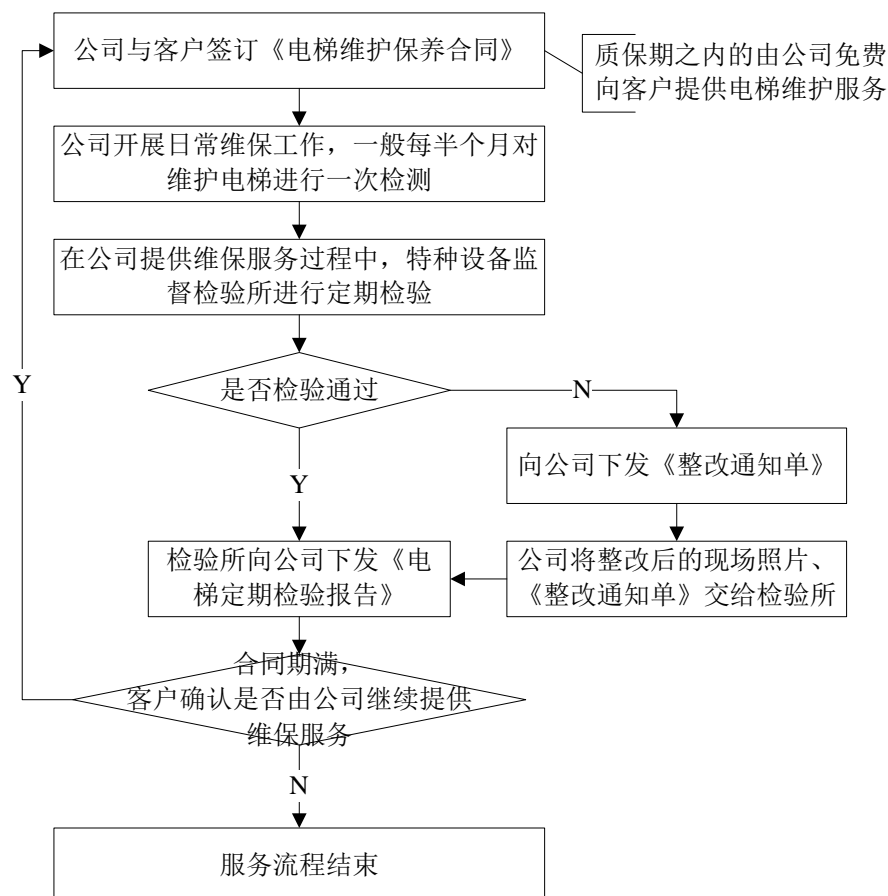 公司与客户签订《电梯维护保养合同》
质保期之内的由公司免费
向客户提供电梯维护服务
公司开展日常维保工作，一般每半个月对
维护电梯进行一次检测
在公司提供维保服务过程中，特种设备监
督检验所进行定期检验
是否检验通过
Y
N
向公司下发《整改通知单》
Y
检验所向公司下发《电
梯定期检验报告》
公司将整改后的现场照片、
《整改通知单》交给检验所
合同期满，
客户确认是否由公司继续提供
维保服务
N
服务流程结束